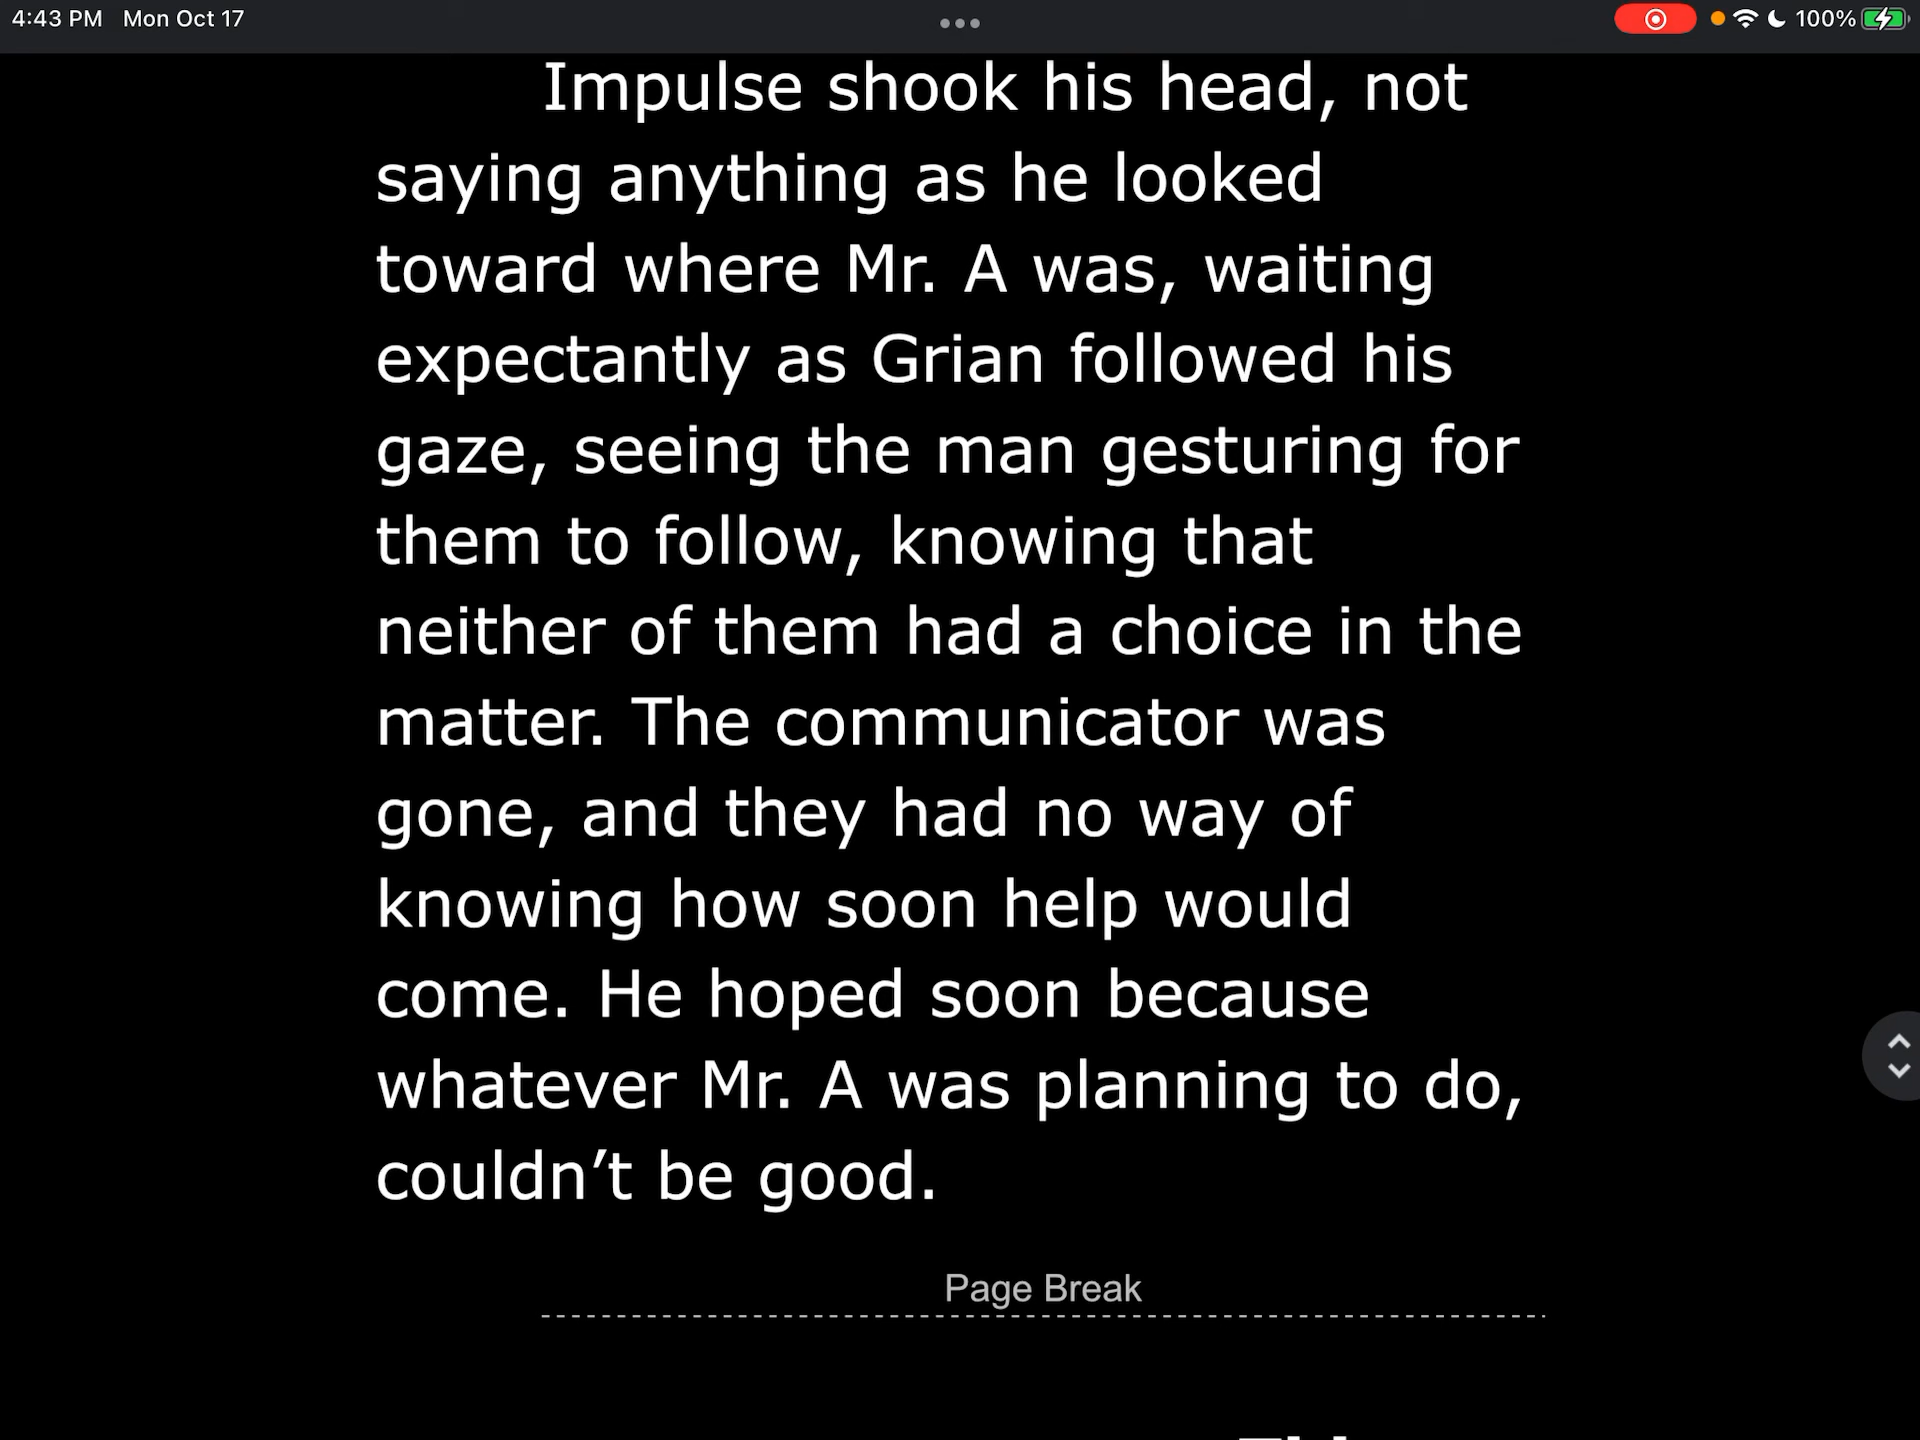 4:43 PM Mon Oct 17
100%
Impulse shook his head, not
saying anything as he looked
toward where Mr. A was, waiting
expectantly as Grian followed his
gaze, seeing the man gesturing for
them to follow, knowing that
neither of them had a choice in the
matter. The communicator was
gone, and they had no way of
knowing how soon help would
come. He hoped soon because
whatever Mr. A was planning to do,
couldn’t be good.
Page Break